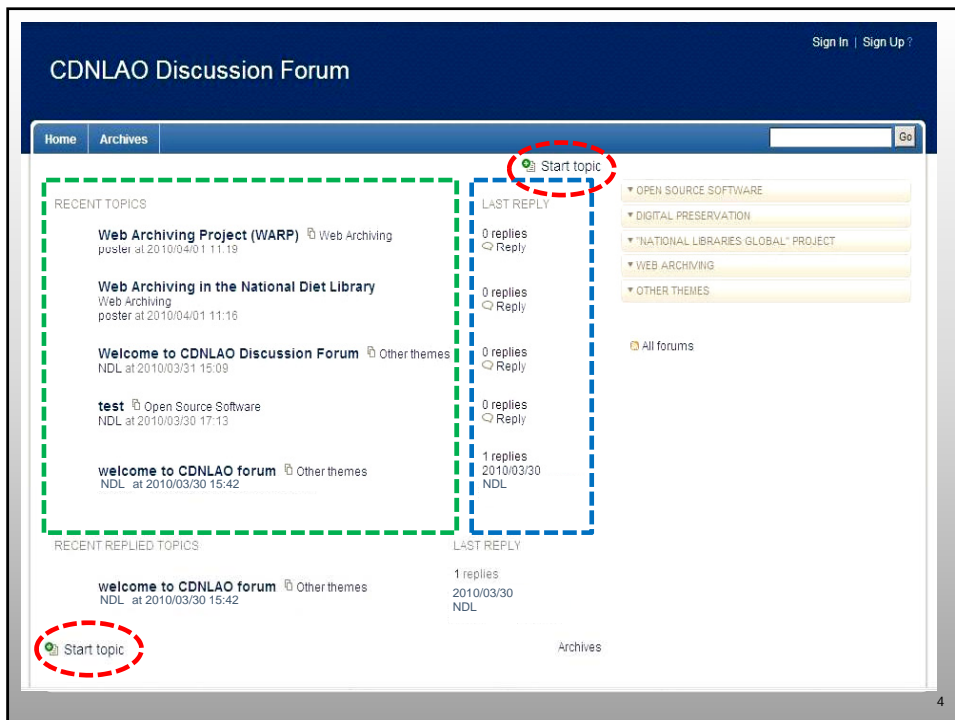 Sign In | Sign Up ?
CDNLAO Discussion Forum
Home Archives Go
Start topic
RECENT TOPICS LAST REPLY
Web Archiving Project (WARP) Web Archiving
poster at 2010/04/01 11:19
0 replies
Reply
Web Archiving in the National Diet Library
Web Archiving
poster at 2010/04/01 11:16
0 replies
Reply
Welcome to CDNLAO Discussion Forum Other themes
NDL at 2010/03/31 15:09
0 replies
Reply
test Open Source Software
NDL at 2010/03/30 17:13
0 replies
Reply
welcome to CDNLAO forum Other themes
NDL at 2010/03/30 15:42
1 replies
2010/03/30
NDL
RECENT REPLIED TOPICS LAST REPLY
welcome to CDNLAO forum Other themes
NDL at 2010/03/30 15:42
1 replies
2010/03/30
NDL
Start topic Archives
OPEN SOURCE SOFTWARE
DIGITAL PRESERVATION
"NATIONAL LIBRARIES GLOBAL" PROJECT
WEB ARCHIVING
OTHER THEMES
All forums
4